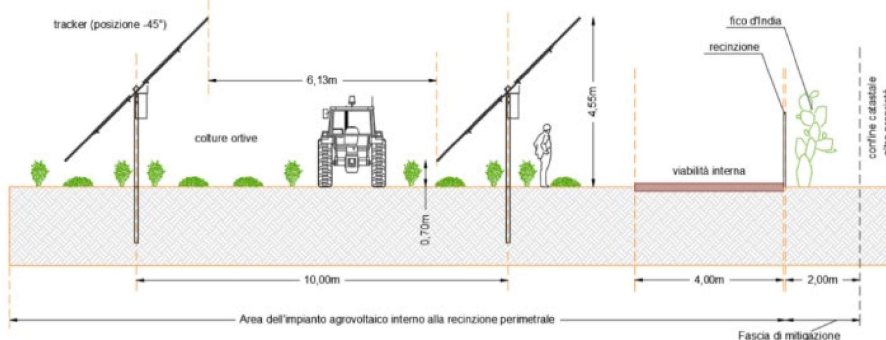 tracker (posizione -45°)
fico d'India
recinzione
6,13m
4,55m
confine catastale
colture ortive
viabilità interna
0,70m
10,00m
4,00m
2,00m
Area dell'impianto agrovoltaico interno alla recinzione perimetrale
Fascia di mitigazione